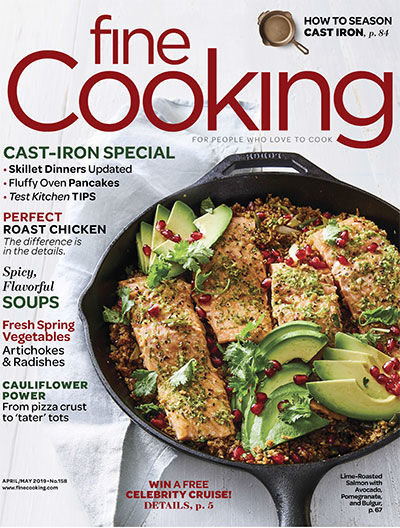 HOW TO SEASON
CAST IRON, p. 84
fine
Cooking
FOR PEOPLE WHO LOVE TO COOK
CAST-IRON SPECIAL
• Skillet Dinners Updated
• Fluffy Oven Pancakes
• Test Kitchen TIPS
PERFECT
ROAST CHICKEN
The difference is
in the details.
Spicy,
Flavorful
SOUPS
Fresh Spring
Vegetables
Artichokes
& Radishes
CAULIFLOWER
POWER
From pizza crust
to 'tater' tots
APRIL/MAY 2019•No.158
www.finecooking.com
WIN A FREE
CELEBRITY CRUISE!
DETAILS, p. 5
Lime-Roasted
Salmon with
Avocado,
Pomegranate,
and Bulgur,
p. 67